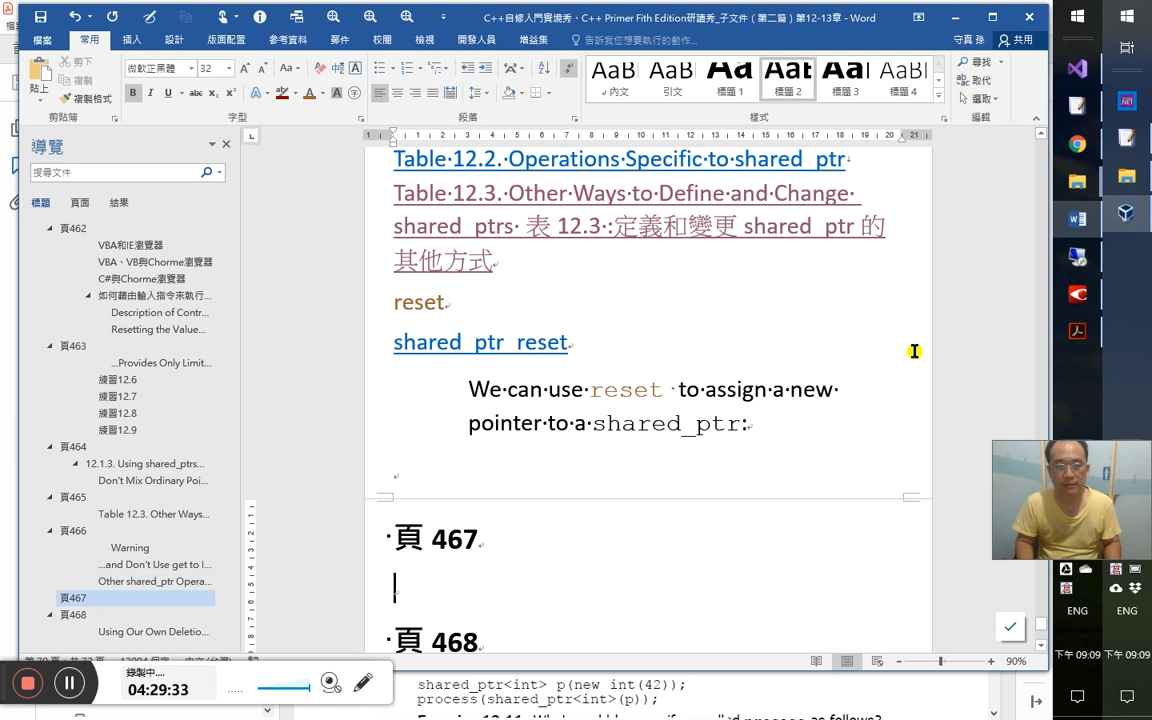 C++自修入門實境秀、C++ Primer Fifth Edition研讀秀_子文件（第二篇）第12-13章 - Word
檔案 常用 插入 設計 版面配置 參考資料 郵件 校閱 檢視 開發人員 增益集 告訴我您想要執行的動作... 守真 孫 共用
貼上 剪下 複製 複製格式
微軟正黑體 32
AaB AaB Aa Aat Aal AaBl
內文 引文 標題 1 標題 2 標題 3 標題 4
尋找 取代 選取
剪貼簿 字型 段落 樣式 編輯
導覽
搜尋文件
標題 頁面 結果
頁462
VBA和IE瀏覽器
VBA、VB與Chorme瀏覽器
C#與Chorme瀏覽器
如何藉由輸入指令來執行...
Description of Contr...
Resetting the Value...
頁463
...Provides Only Limit...
練習12.6
練習12.7
練習12.8
練習12.9
頁464
12.1.3. Using shared_ptrs...
Don't Mix Ordinary Poi...
頁465
Table 12.3. Other Ways...
頁466
Warning
...and Don't Use get to I...
Other shared_ptr Opera...
頁467
頁468
Using Our Own Deletio...
Table 12.2. Operations Specific to shared_ptr
Table 12.3. Other Ways to Define and Change
shared_ptrs 表 12.3 :定義和變更 shared_ptr 的
其他方式
reset
shared_ptr reset
We can use reset to assign a new
pointer to a shared_ptr:
頁 467
頁 468
90%
錄製中....
04:29:33
shared_ptr<int> p(new int(42));
process(shared_ptr<int>(p));
ENG ENG
下午 09:09 下午 09:09